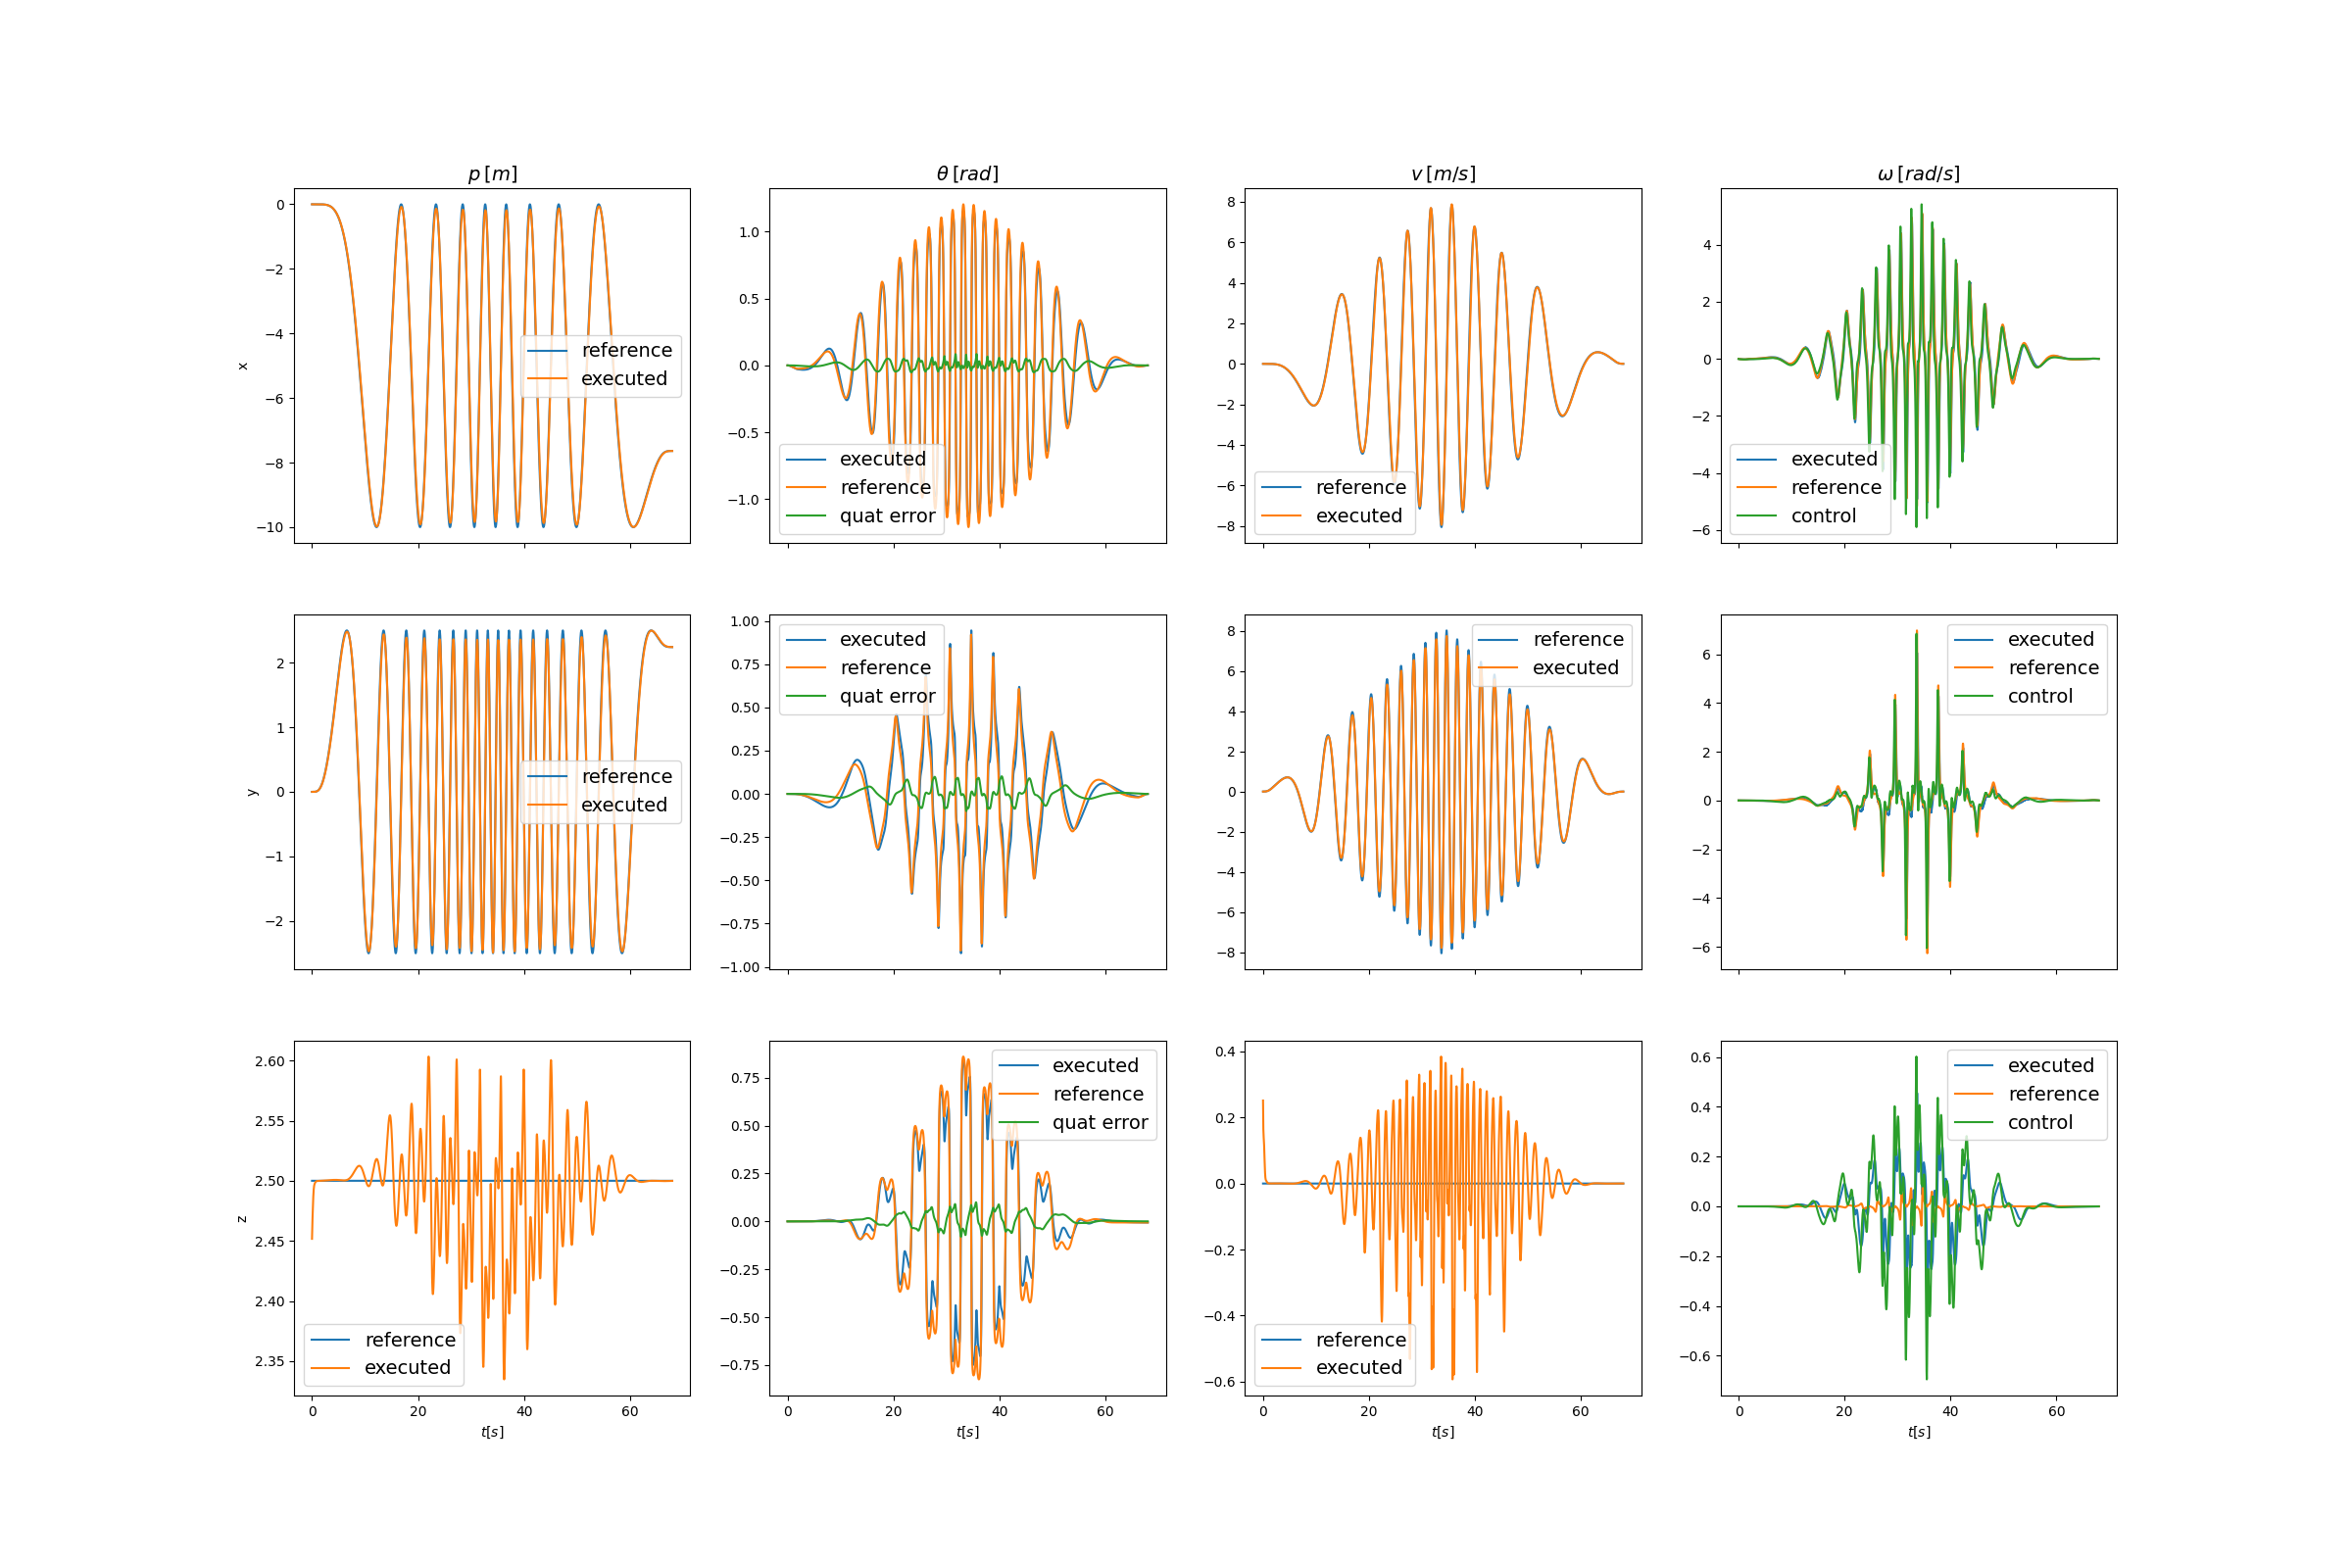 p [m]
θ [rad]
v [m/s]
ω [rad/s]
x
0
−2
−4
−6
−8
−10
reference
executed
1.0
0.5
0.0
−0.5
−1.0
executed
reference
quat error
8
6
4
2
0
−2
−4
−6
−8
reference
executed
4
2
0
−2
−4
−6
executed
reference
control
y
2
1
0
−1
−2
reference
executed
1.00
0.75
0.50
0.25
0.00
−0.25
−0.50
−0.75
−1.00
executed
reference
quat error
8
6
4
2
0
−2
−4
−6
−8
reference
executed
6
4
2
0
−2
−4
−6
executed
reference
control
z
2.60
2.55
2.50
2.45
2.40
2.35
reference
executed
0 20 40 60
t[s]
0.75
0.50
0.25
0.00
−0.25
−0.50
−0.75
executed
reference
quat error
0 20 40 60
t[s]
0.4
0.2
0.0
−0.2
−0.4
−0.6
reference
executed
0 20 40 60
t[s]
0.6
0.4
0.2
0.0
−0.2
−0.4
−0.6
executed
reference
control
0 20 40 60
t[s]